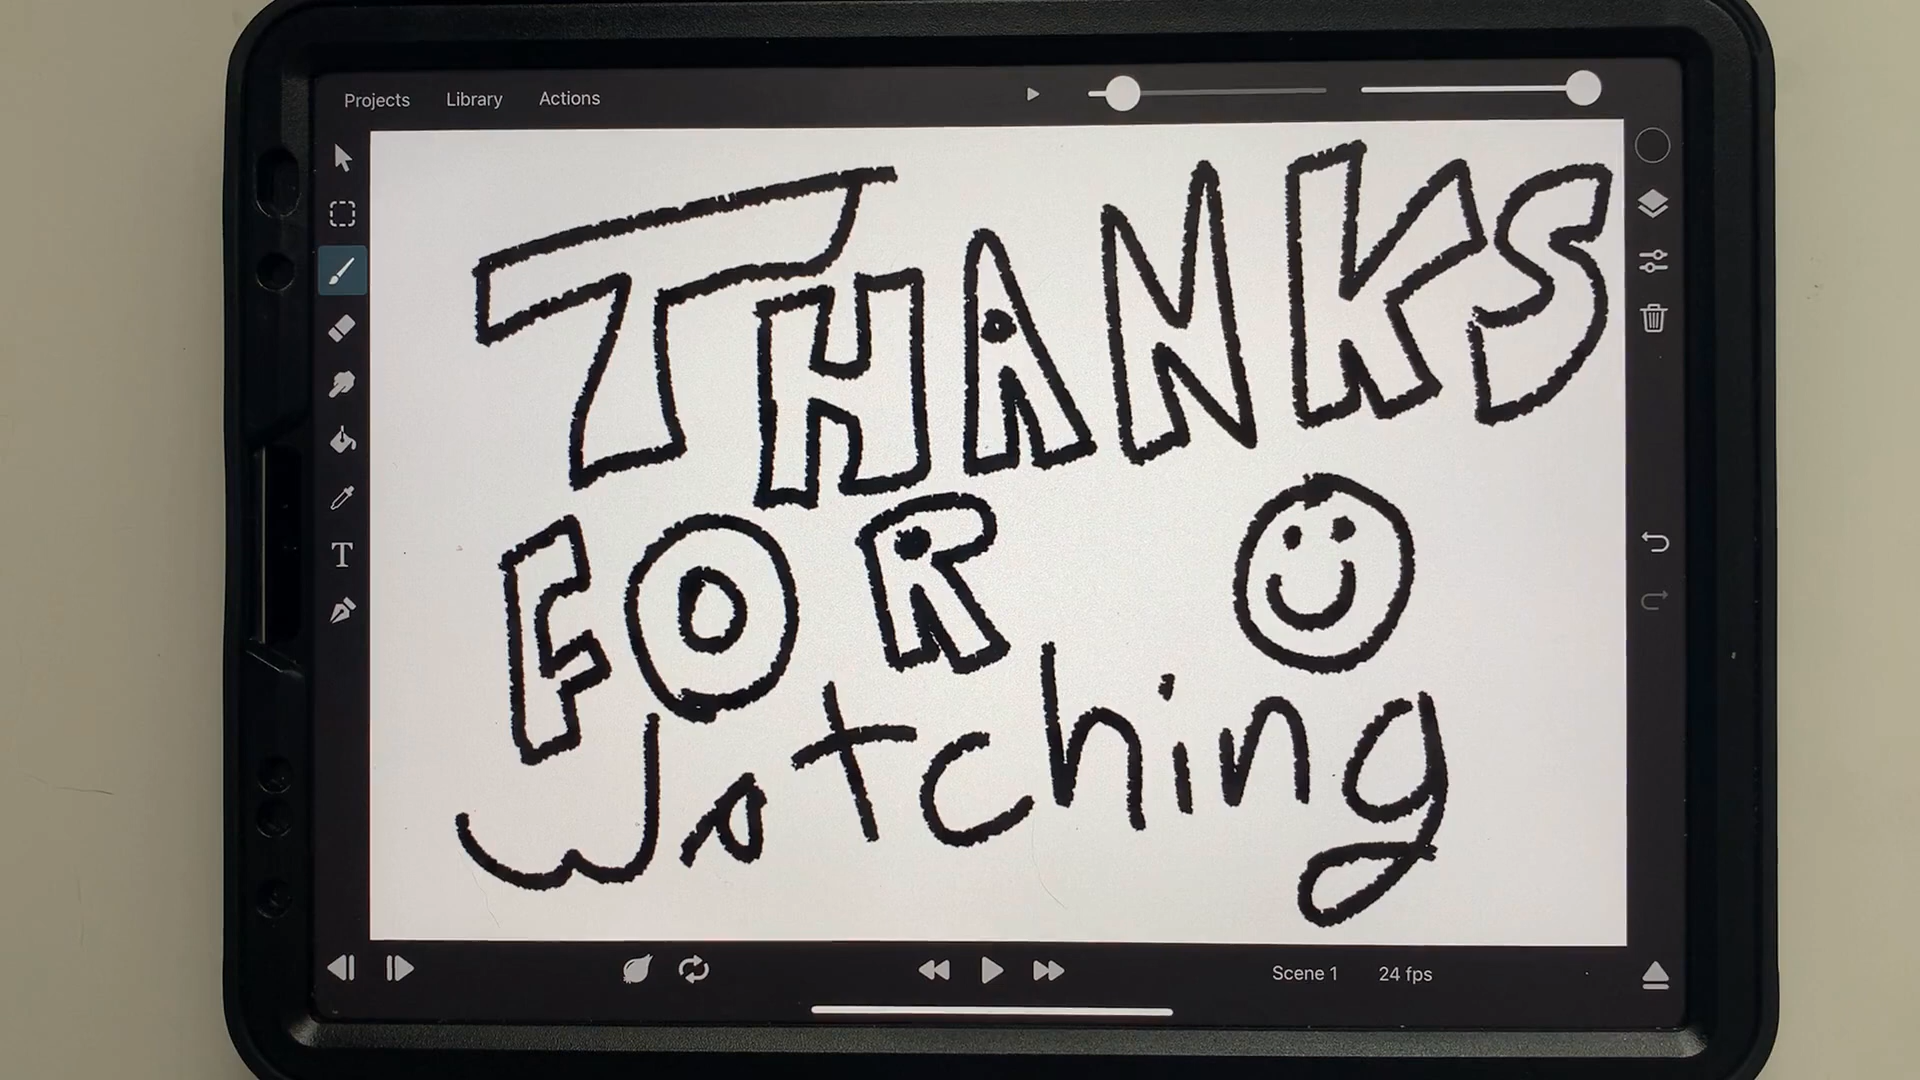 Projects Library Actions
THANKS
FOR
Watching
T
Scene 1 24 fps